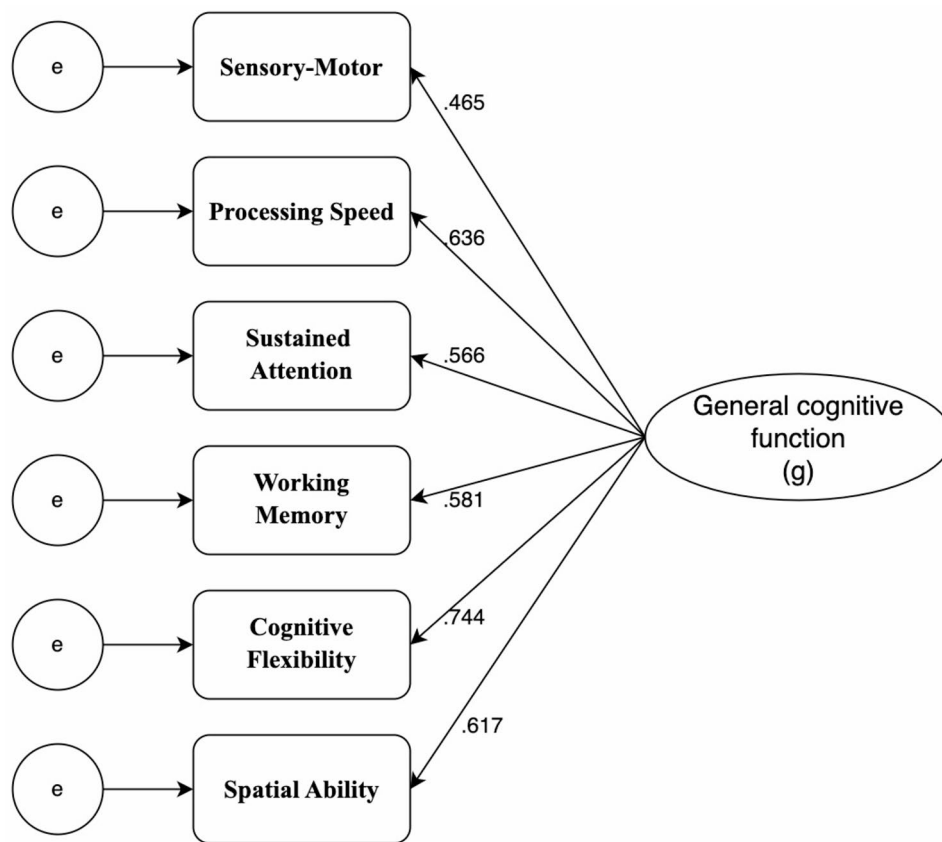 e
Sensory-Motor
.465
e
Processing Speed
.636
e
Sustained
Attention
.566
General cognitive
function
(g)
e
Working
Memory
.581
e
Cognitive
Flexibility
.744
e
Spatial Ability
.617